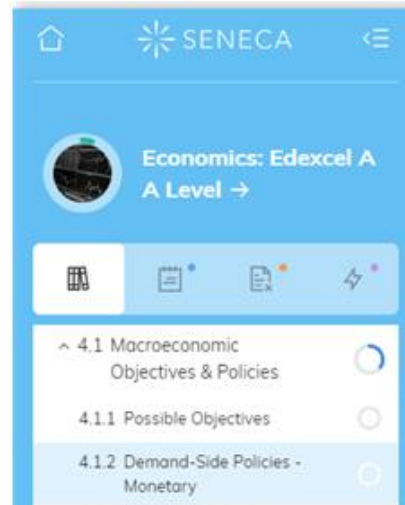 SENECA
Economics: Edexcel A
A Level →
4.1 Macroeconomic
Objectives & Policies
4.1.1 Possible Objectives
4.1.2 Demand-Side Policies -
Monetary